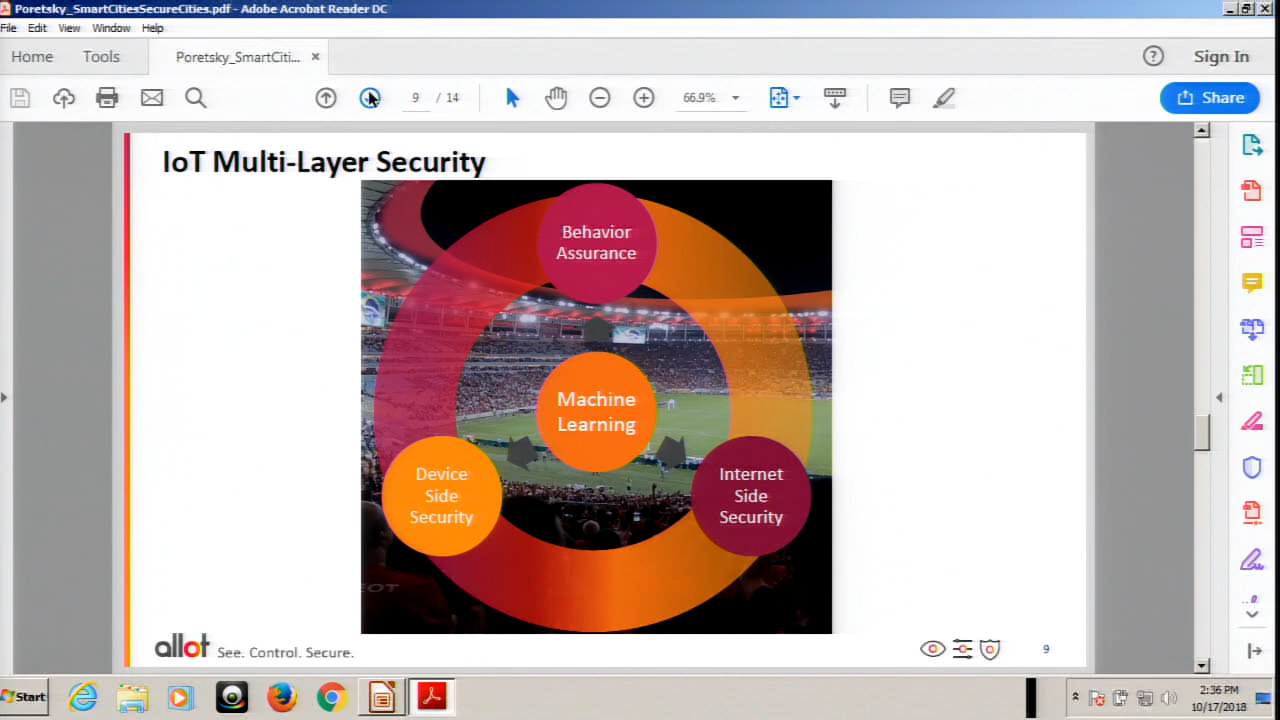 Poretsky_SmartCitiesSecureCities.pdf - Adobe Acrobat Reader DC
File Edit View Window Help
Home Tools Poretsky_SmartCiti... ×
Sign In
9 / 14
66.9%
Share
IoT Multi-Layer Security
Behavior
Assurance
Machine
Learning
Device
Side
Security
Internet
Side
Security
allot See. Control. Secure.
9
Start
2:36 PM
10/17/2018